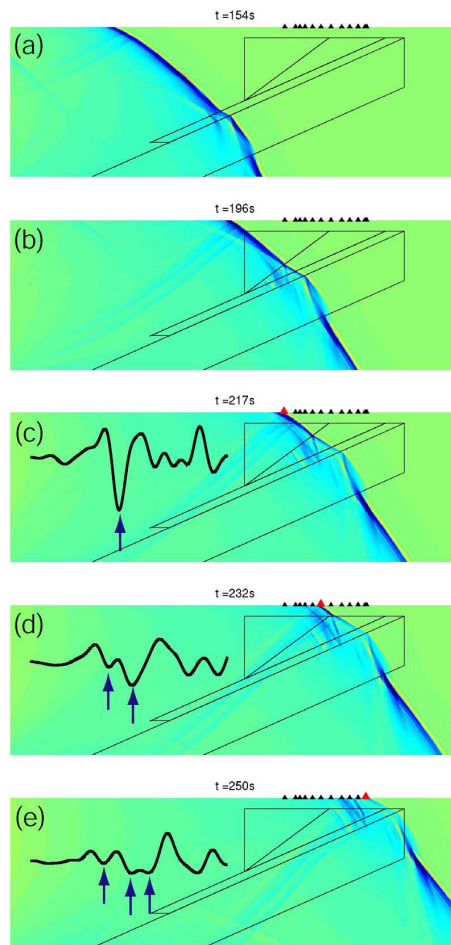 t =154s
(a)
t =196s
(b)
t =217s
(c)
t =232s
(d)
t =250s
(e)